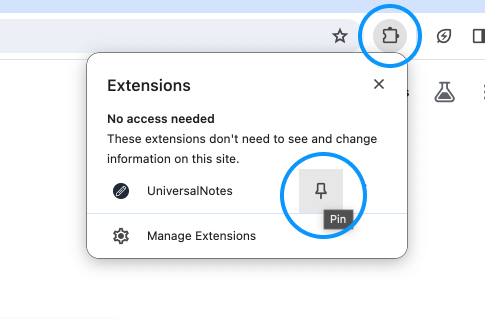 Extensions
No access needed
These extensions don't need to see and change
information on this site.
UniversalNotes
Pin
Manage Extensions